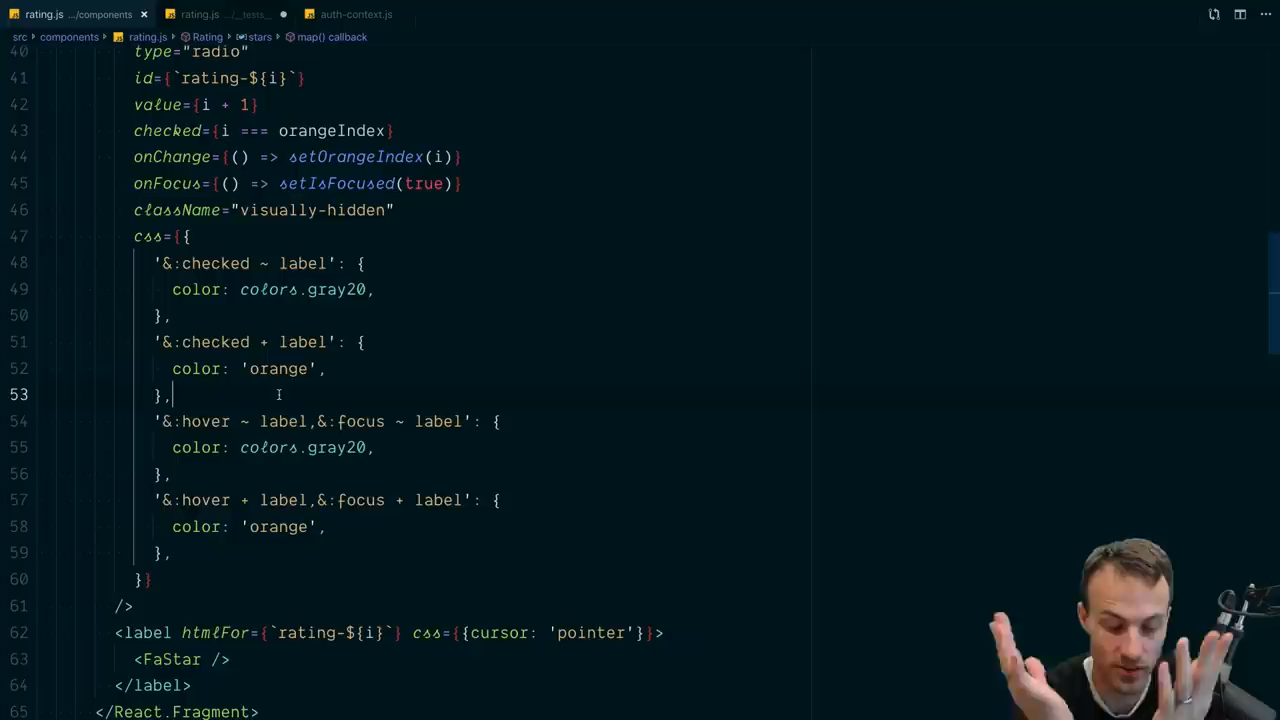 rating.js .../components × rating.js .../__tests__ ● auth-context.js
src > components > rating.js > Rating > stars > map() callback
40 type="radio"
41 id={`rating-${i}`}
42 value={i + 1}
43 checked={i === orangeIndex}
44 onChange={() => setOrangeIndex(i)}
45 onFocus={() => setIsFocused(true)}
46 className="visually-hidden"
47 css={{
48 '&:checked ~ label': {
49 color: colors.gray20,
50 },
51 '&:checked + label': {
52 color: 'orange',
53 },
54 '&:hover ~ label,&:focus ~ label': {
55 color: colors.gray20,
56 },
57 '&:hover + label,&:focus + label': {
58 color: 'orange',
59 },
60 }}
61 />
62 <label htmlFor={`rating-${i}`} css={{cursor: 'pointer'}}>
63 <FaStar />
64 </label>
65 </React.Fragment>